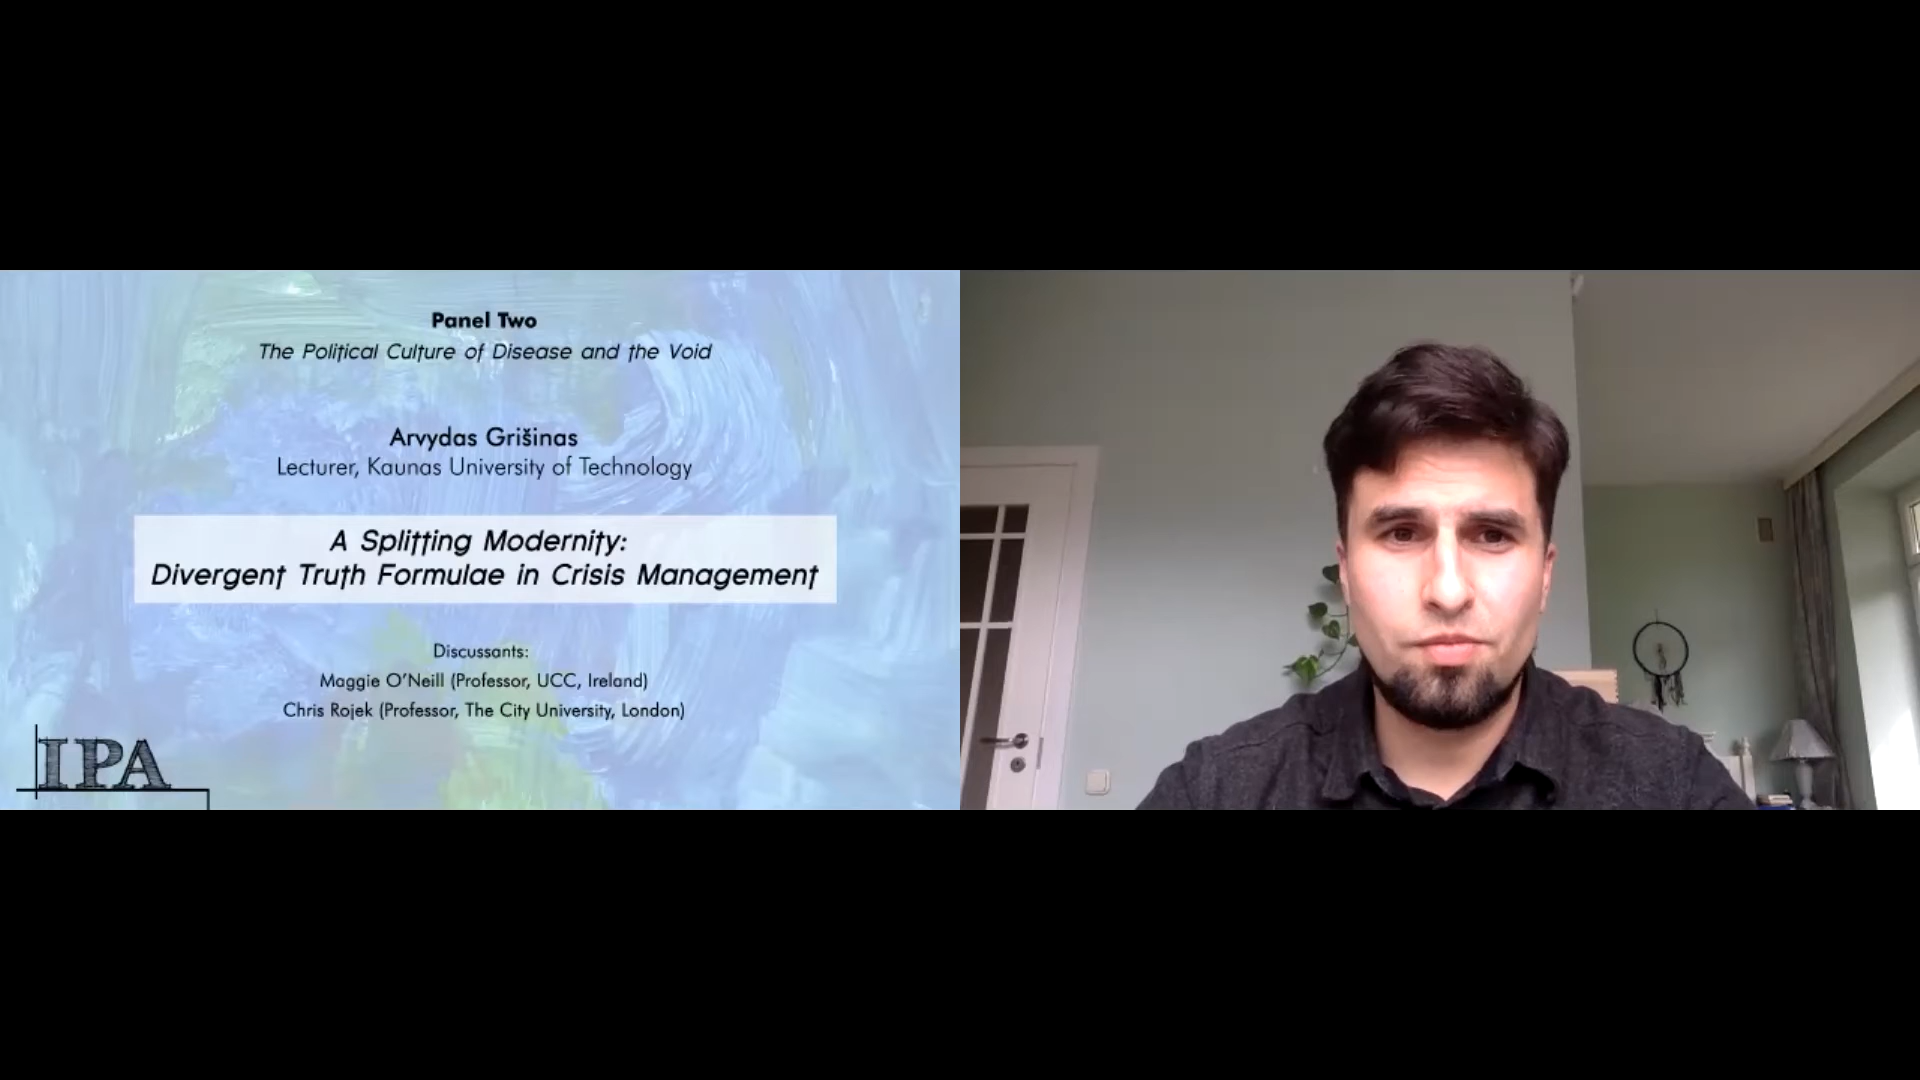 Panel Two
The Political Culture of Disease and the Void
Arvydas Grišinas
Lecturer, Kaunas University of Technology
A Splitting Modernity:
Divergent Truth Formulae in Crisis Management
Discussants:
Maggie O'Neill (Professor, UCC, Ireland)
Chris Rojek (Professor, The City University, London)
IPA